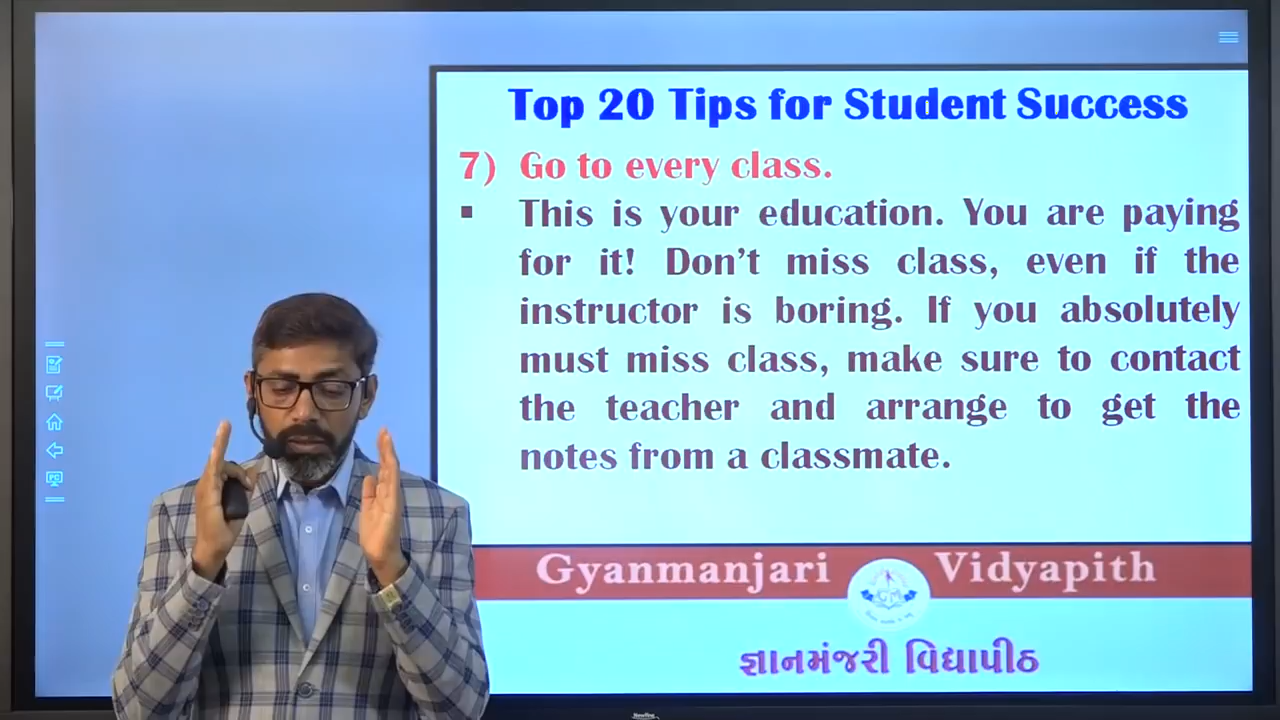 Top 20 Tips for Student Success
7) Go to every class.
▪ This is your education. You are paying
for it! Don't miss class, even if the
instructor is boring. If you absolutely
must miss class, make sure to contact
the teacher and arrange to get the
notes from a classmate.
Gyanmanjari Vidyapith
GM
જ્ઞાનમંજરી વિદ્યાપીઠ
PC